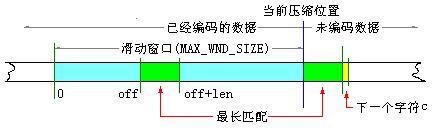 当前压缩位置
已经编码的数据
未编码数据
滑动窗口(MAX_WND_SIZE)
0
off
off+len
最长匹配
下一个字符c